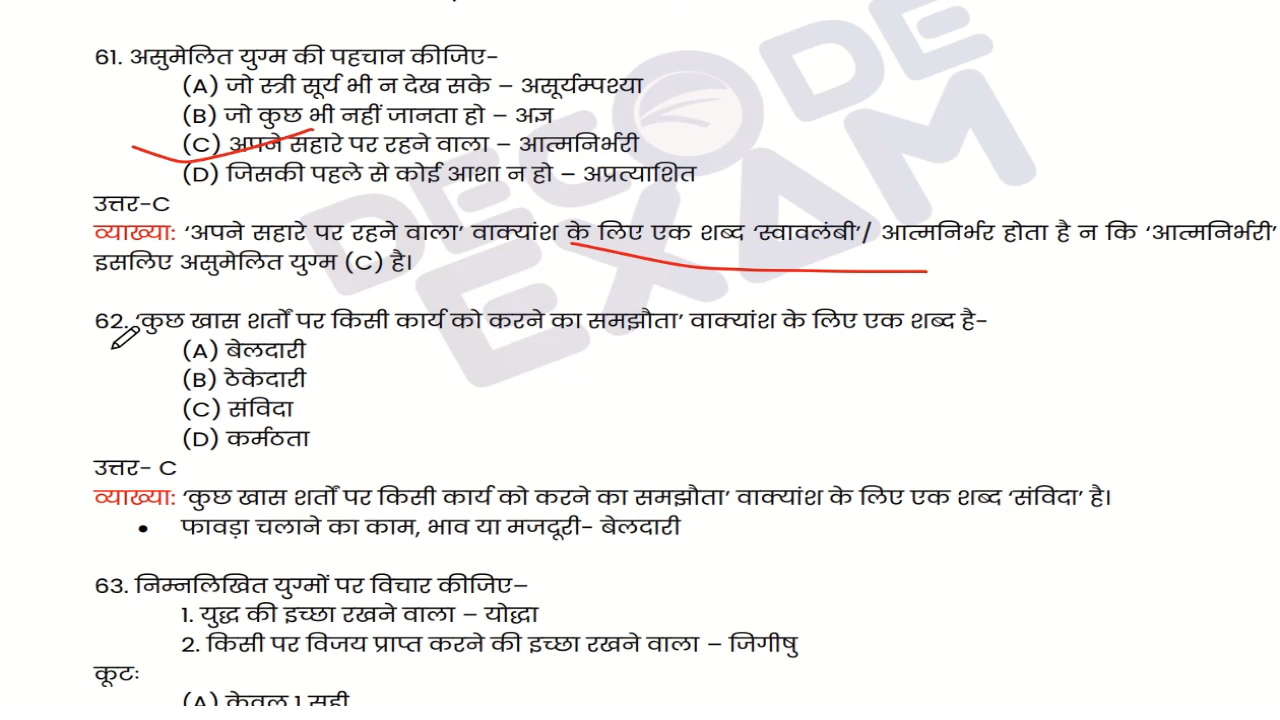 61. असुमेलित युग्म की पहचान कीजिए-
(A) जो स्त्री सूर्य भी न देख सके – असूर्यम्पश्या
(B) जो कुछ भी नहीं जानता हो – अज्ञ
(C) अपने सहारे पर रहने वाला – आत्मनिर्भरी
(D) जिसकी पहले से कोई आशा न हो – अप्रत्याशित
उत्तर-C
व्याख्या: ‘अपने सहारे पर रहने वाला’ वाक्यांश के लिए एक शब्द ‘स्वावलंबी’/ आत्मनिर्भर होता है न कि ‘आत्मनिर्भरी’
इसलिए असुमेलित युग्म (C) है।
62. ‘कुछ खास शर्तों पर किसी कार्य को करने का समझौता’ वाक्यांश के लिए एक शब्द है-
(A) बेलदारी
(B) ठेकेदारी
(C) संविदा
(D) कर्मठता
उत्तर- C
व्याख्या: ‘कुछ खास शर्तों पर किसी कार्य को करने का समझौता’ वाक्यांश के लिए एक शब्द ‘संविदा’ है।
• फावड़ा चलाने का काम, भाव या मजदूरी- बेलदारी
63. निम्नलिखित युग्मों पर विचार कीजिए–
1. युद्ध की इच्छा रखने वाला – योद्धा
2. किसी पर विजय प्राप्त करने की इच्छा रखने वाला – जिगीषु
कूटः
(A) केवल 1 सही
DECODE
EXAM